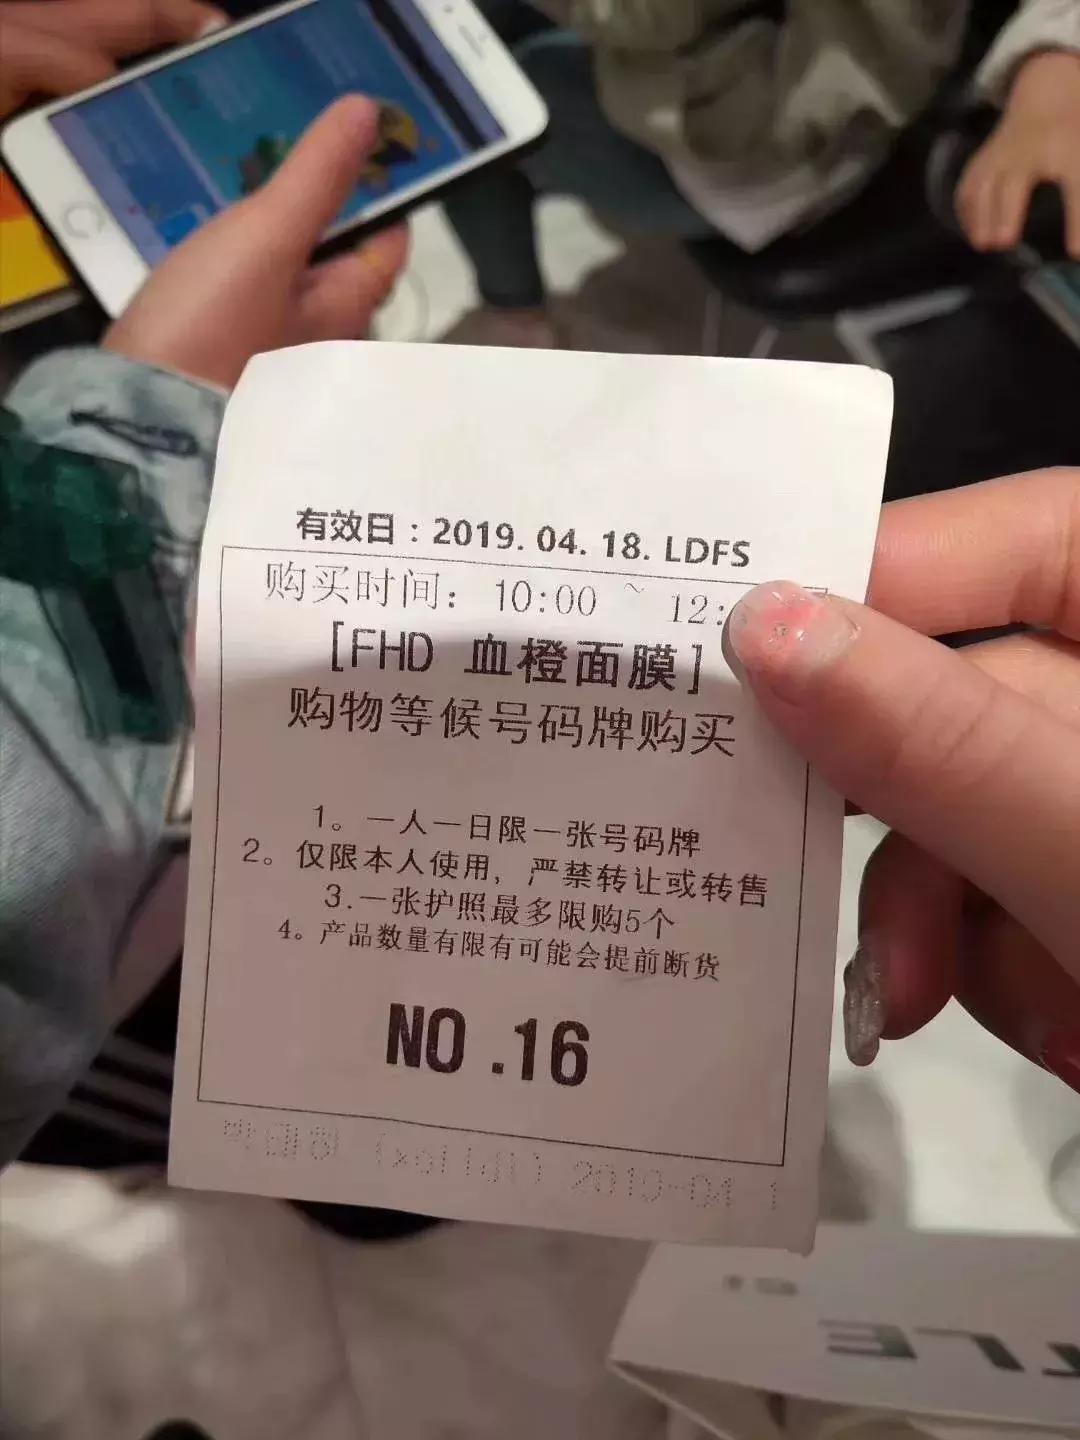 有效日：2019. 04. 18. LDFS
购买时间： 10:00 ~ 12:
[FHD 血橙面膜]
购物等候号码牌购买
1。一人一日限一张号码牌
2。仅限本人使用，严禁转让或转售
3.一张护照最多限购5个
4。产品数量有限有可能会提前断货
NO .16
2019-04